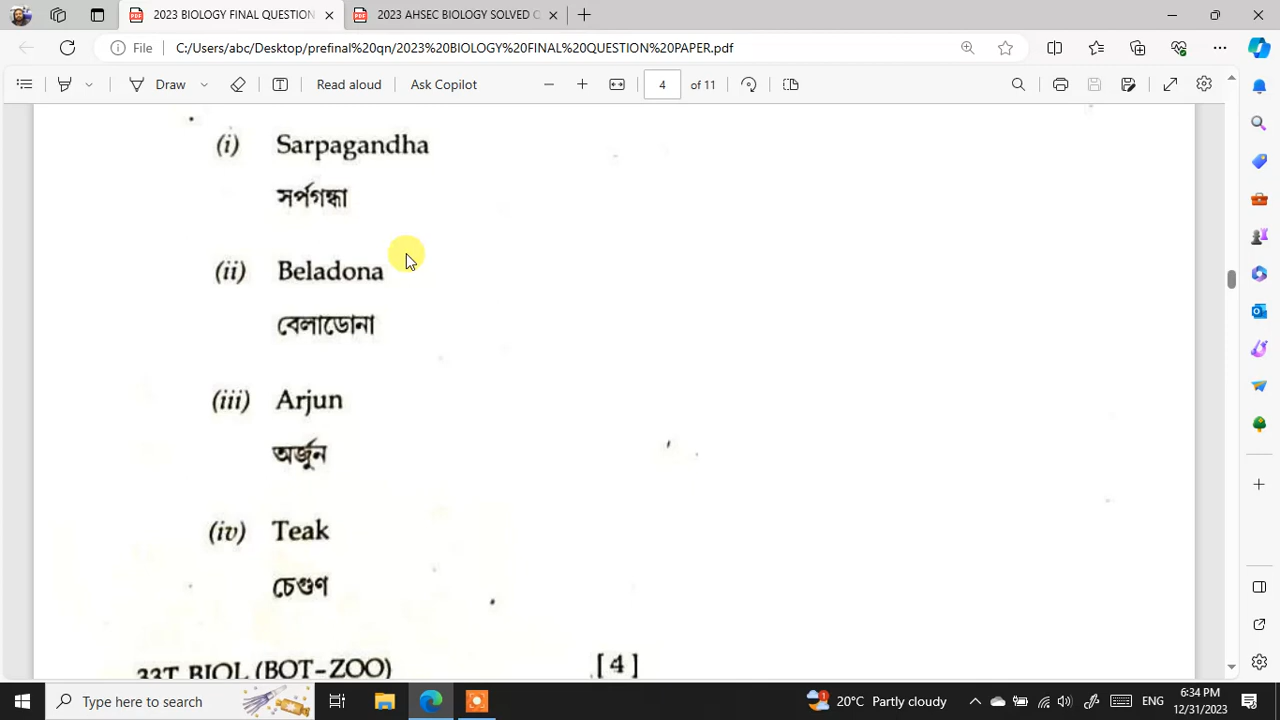 2023 BIOLOGY FINAL QUESTION
2023 AHSEC BIOLOGY SOLVED C
File
C:/Users/abc/Desktop/prefinal%20qn/2023%20BIOLOGY%20FINAL%20QUESTION%20PAPER.pdf
Draw
Read aloud
Ask Copilot
4
of 11
(i) Sarpagandha
সৰ্পগন্ধা
(ii) Beladona
বেলাডোনা
(iii) Arjun
অৰ্জুন
(iv) Teak
চেগুণ
33T BIOL (BOT-ZOO) [ 4 ]
Type here to search
1
20°C Partly cloudy
ENG
6:34 PM
12/31/2023